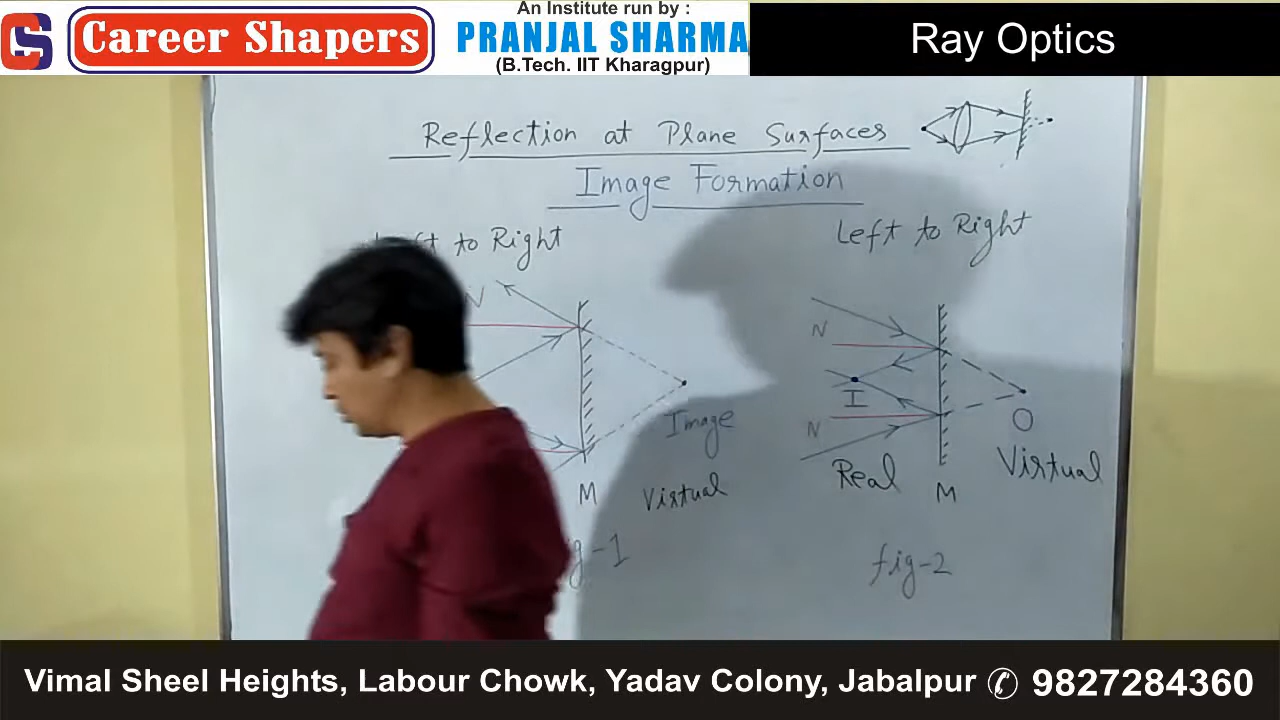 CS Career Shapers
An Institute run by :
PRANJAL SHARMA
(B.Tech. IIT Kharagpur)
Ray Optics
Reflection at Plane Surfaces
Image Formation
to Right
Left to Right
N
Image
M
Virtual
g-1
N
I
N
Real
M
O
Virtual
fig-2
Vimal Sheel Heights, Labour Chowk, Yadav Colony, Jabalpur 9827284360